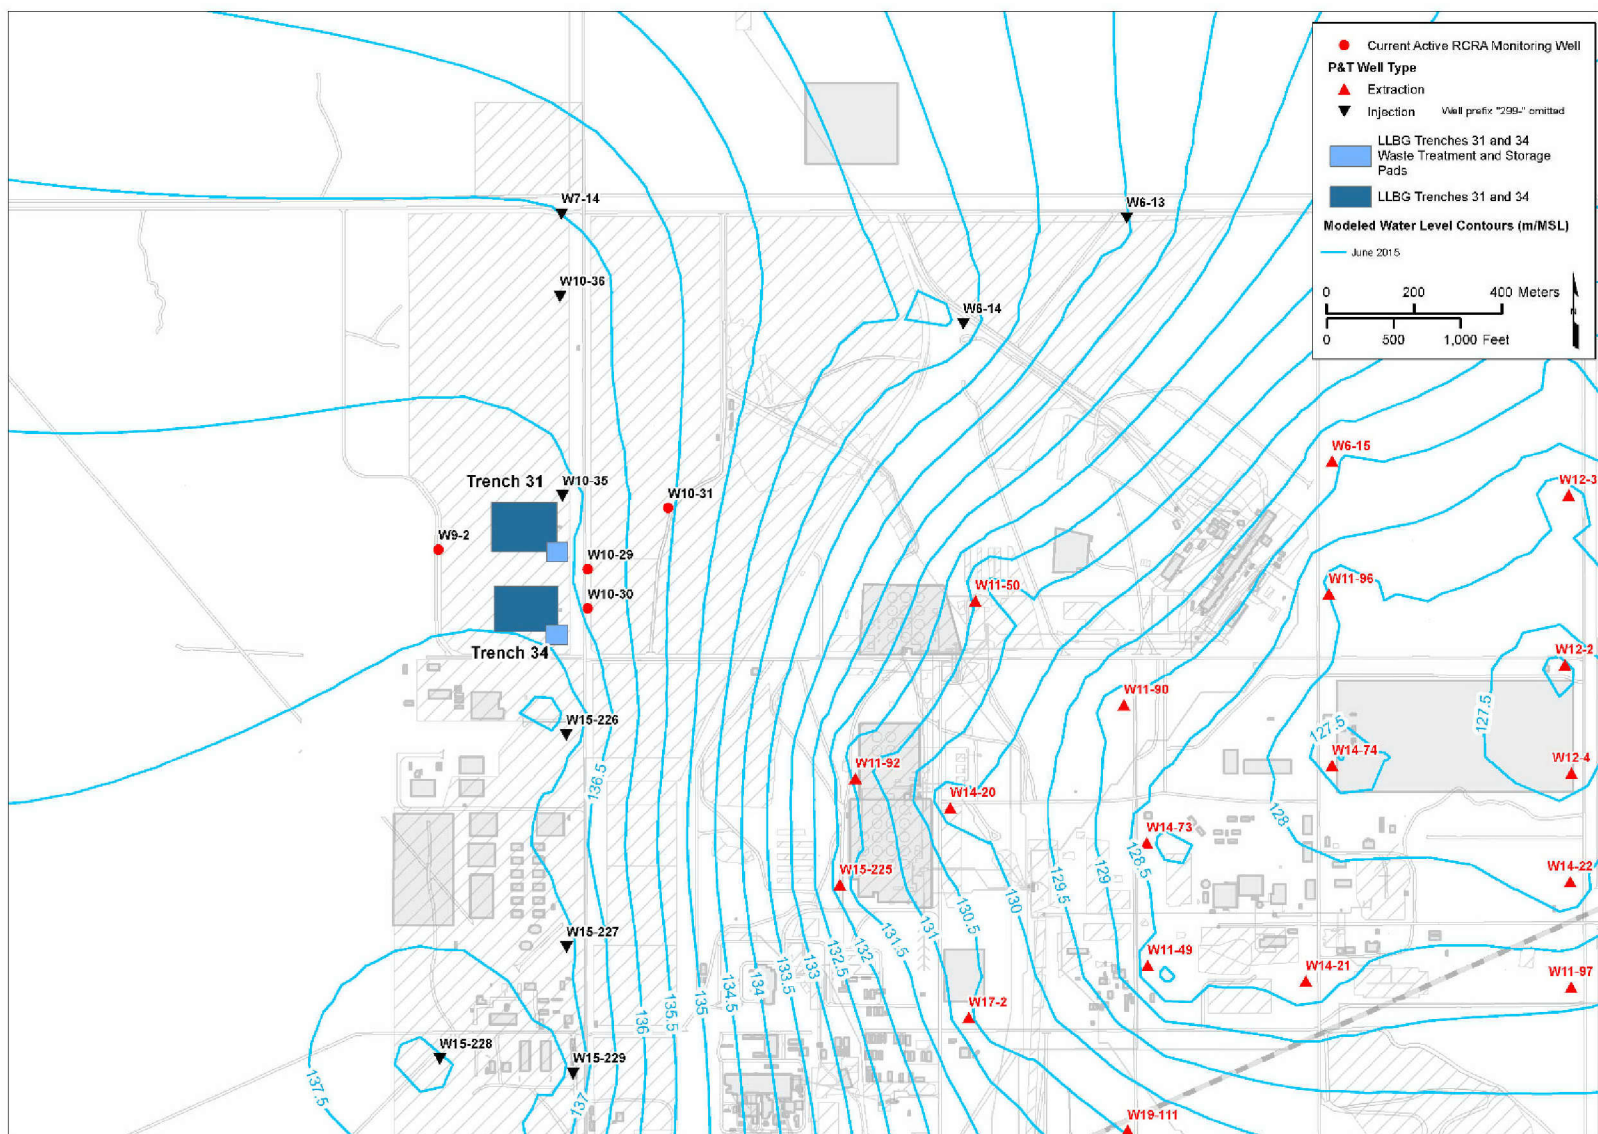 Current Active RCRA Monitoring Well
P&T Well Type
Extraction
Injection Well prefix "299-" omitted
LLBG Trenches 31 and 34
Waste Treatment and Storage
Pads
LLBG Trenches 31 and 34
Modeled Water Level Contours (m/MSL)
June 2015
0 200 400 Meters
0 500 1,000 Feet
W7-14
W6-13
W10-36
W6-14
W6-15
Trench 31
W10-35
W10-31
W12-3
W9-2
W10-29
W11-50
W11-96
W10-30
Trench 34
W12-2
W11-90
127.5
127.5
W15-226
W14-74
W11-92
W12-4
136.5
W14-20
128
W14-73
128.5
W15-225
W14-22
129
129.5
130
130.5
131
131.5
W15-227
132
132.5
W11-49
W14-21
W11-97
133
133.5
134
134.5
135
135.5
136
W17-2
W15-228
W15-229
137.5
137
W19-111